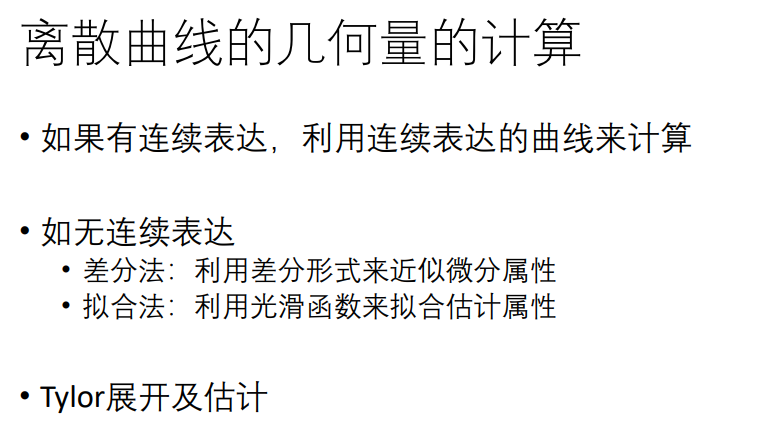 离散曲线的几何量的计算
• 如果有连续表达，利用连续表达的曲线来计算
• 如无连续表达
• 差分法：利用差分形式来近似微分属性
• 拟合法：利用光滑函数来拟合估计属性
• Tylor展开及估计